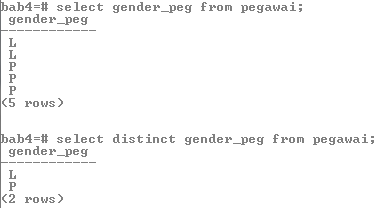 bab4=# select gender_peg from pegawai;
 gender_peg
------------
 L
 L
 P
 P
 P
(5 rows)
bab4=# select distinct gender_peg from pegawai;
 gender_peg
------------
 L
 P
(2 rows)